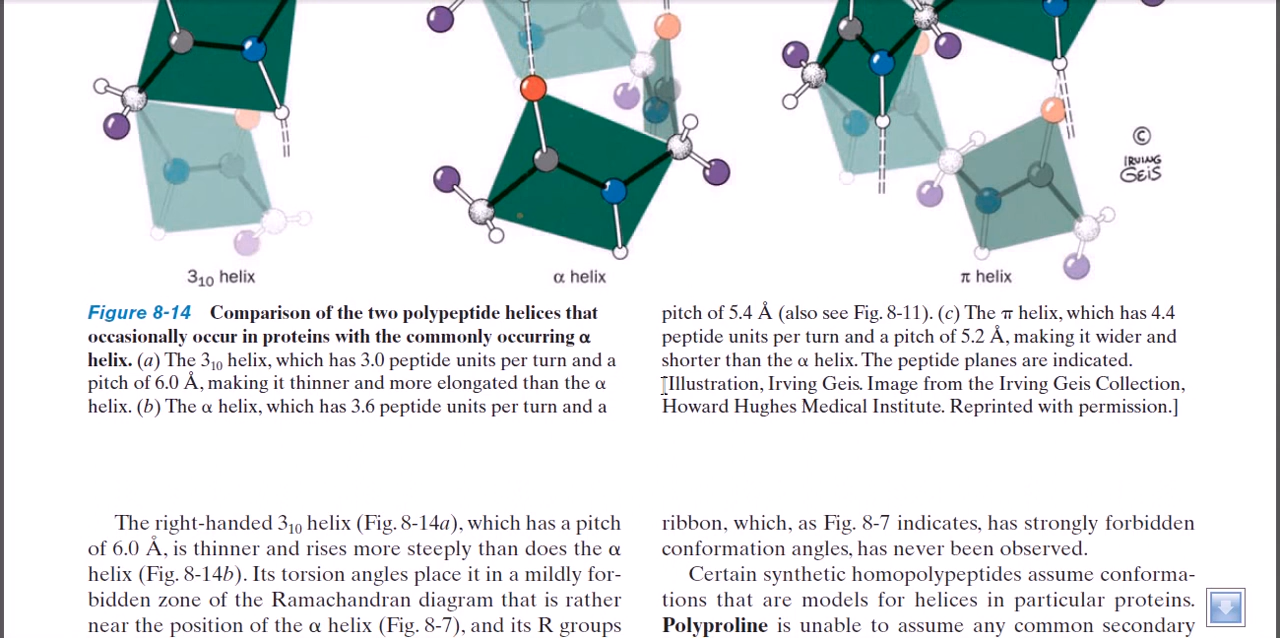 ©
IRVING
GEIS
3₁₀ helix
α helix
π helix
Figure 8-14 Comparison of the two polypeptide helices that
occasionally occur in proteins with the commonly occurring α
helix. (a) The 3₁₀ helix, which has 3.0 peptide units per turn and a
pitch of 6.0 Å, making it thinner and more elongated than the α
helix. (b) The α helix, which has 3.6 peptide units per turn and a
pitch of 5.4 Å (also see Fig. 8-11). (c) The π helix, which has 4.4
peptide units per turn and a pitch of 5.2 Å, making it wider and
shorter than the α helix. The peptide planes are indicated.
[Illustration, Irving Geis. Image from the Irving Geis Collection,
Howard Hughes Medical Institute. Reprinted with permission.]
The right-handed 3₁₀ helix (Fig. 8-14a), which has a pitch
of 6.0 Å, is thinner and rises more steeply than does the α
helix (Fig. 8-14b). Its torsion angles place it in a mildly for-
bidden zone of the Ramachandran diagram that is rather
near the position of the α helix (Fig. 8-7), and its R groups
ribbon, which, as Fig. 8-7 indicates, has strongly forbidden
conformation angles, has never been observed.
Certain synthetic homopolypeptides assume conforma-
tions that are models for helices in particular proteins.
Polyproline is unable to assume any common secondary